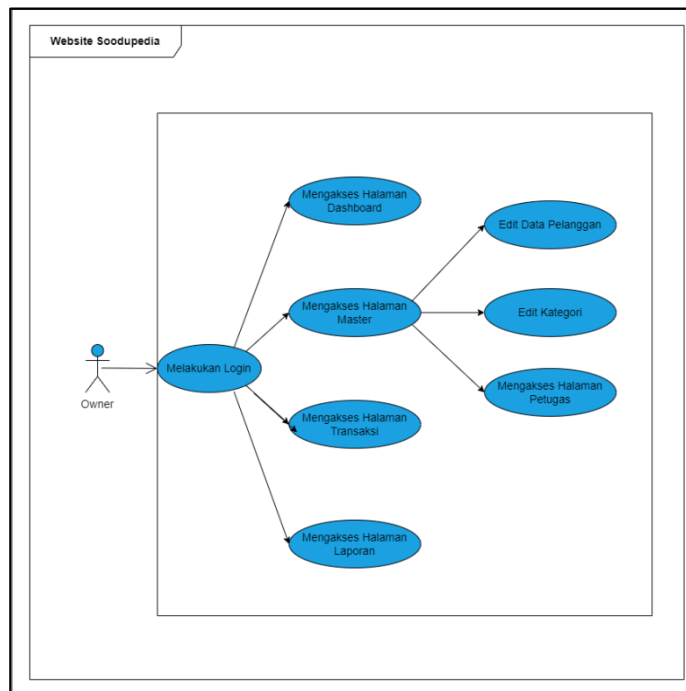 Website Soodupedia
Mengakses Halaman
Dashboard
Edit Data Pelanggan
Mengakses Halaman
Master
Edit Kategori
Melakukan Login
Owner
Mengakses Halaman
Petugas
Mengakses Halaman
Transaksi
Mengakses Halaman
Laporan